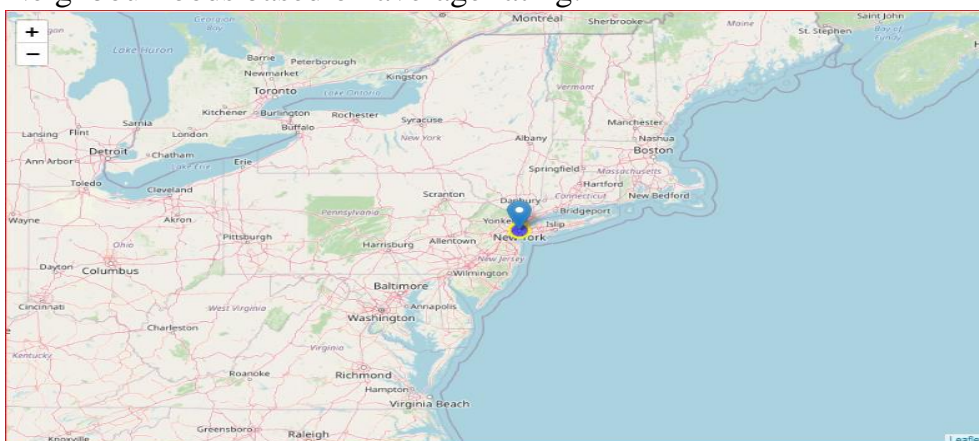 +
−
Montréal
Sherbrooke
Maine
Saint John
Bay of
Fundy
St. Stephen
Georgian
Bay
Lake Huron
Barrie
Peterborough
Newmarket
Kingston
Toronto
Lake Ontario
Vermont
Kitchener
Burlington
Rochester
Syracuse
Manchester
Sarnia
London
Buffalo
New York
Albany
Nashua
Lansing
Flint
Boston
Detroit
Chatham
Erie
Lake Erie
Springfield
Massachusetts
Ann Arbor
Hartford
Toledo
Cleveland
Scranton
Danbury
Connecticut
New Bedford
Akron
Pennsylvania
Bridgeport
Wayne
Islip
Pittsburgh
Harrisburg
Allentown
New York
Ohio
New Jersey
Dayton
Columbus
Wilmington
Baltimore
Cincinnati
West Virginia
Annapolis
Washington
Charleston
Kentucky
Virginia
Richmond
Roanoke
Hampton
Virginia Beach
Greensboro
Knoxville
Raleigh